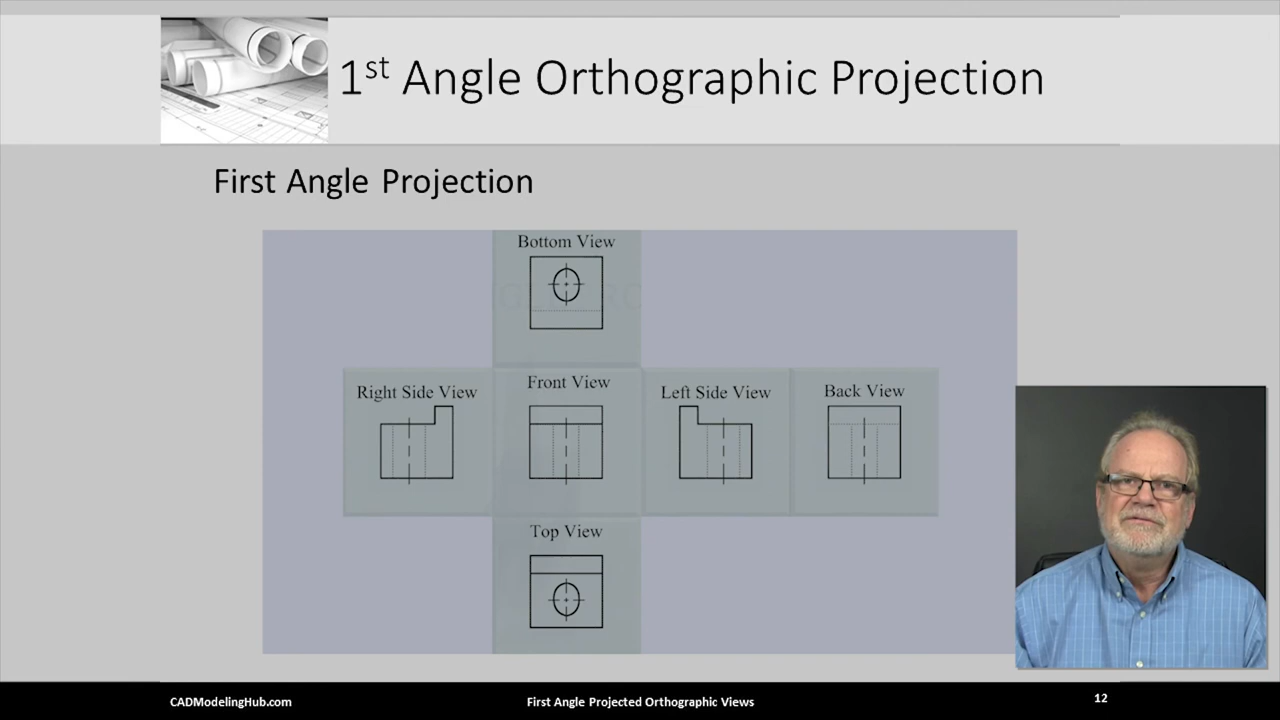 1st Angle Orthographic Projection
First Angle Projection
Bottom View
Right Side View
Front View
Left Side View
Back View
Top View
CADModelingHub.com
First Angle Projected Orthographic Views
12